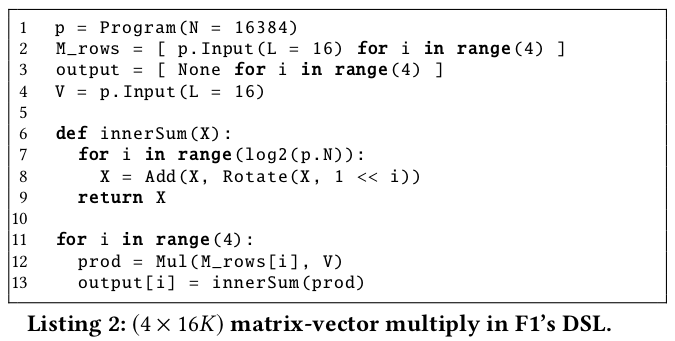 1 p = Program(N = 16384)
2 M_rows = [ p.Input(L = 16) for i in range(4) ]
3 output = [ None for i in range(4) ]
4 V = p.Input(L = 16)
5
6 def innerSum(X):
7   for i in range(log2(p.N)):
8     X = Add(X, Rotate(X, 1 << i))
9   return X
10
11 for i in range(4):
12   prod = Mul(M_rows[i], V)
13   output[i] = innerSum(prod)
Listing 2: (4 × 16K) matrix-vector multiply in F1's DSL.